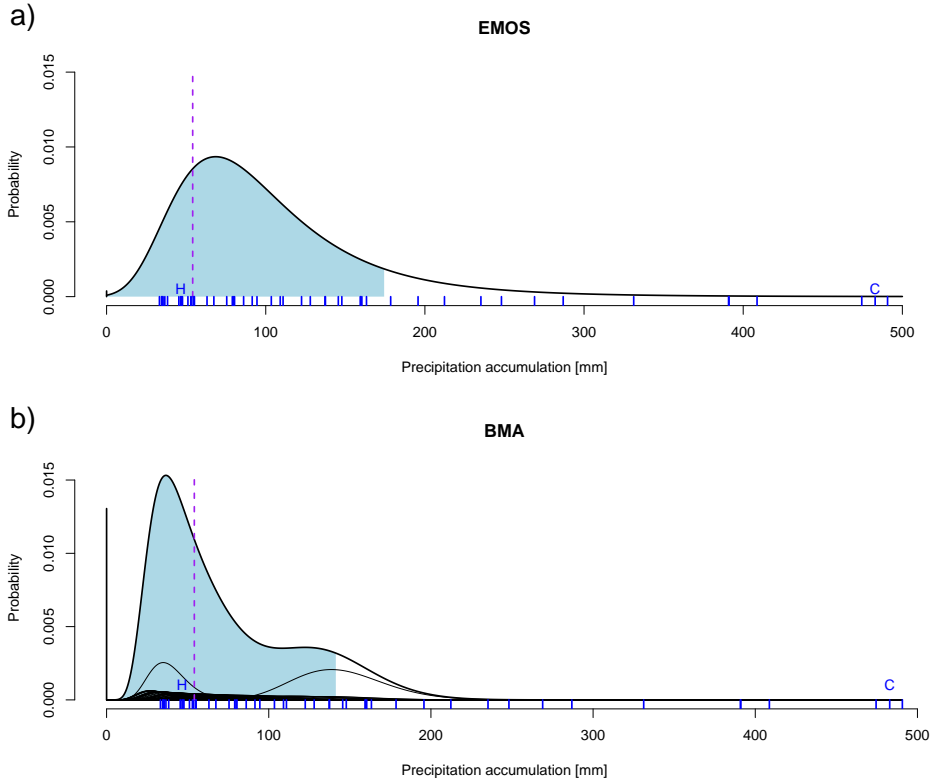 a)
EMOS
Probability
0.015
0.010
0.005
0.000
H
C
0 100 200 300 400 500
Precipitation accumulation [mm]
b)
BMA
Probability
0.015
0.010
0.005
0.000
H
C
0 100 200 300 400 500
Precipitation accumulation [mm]